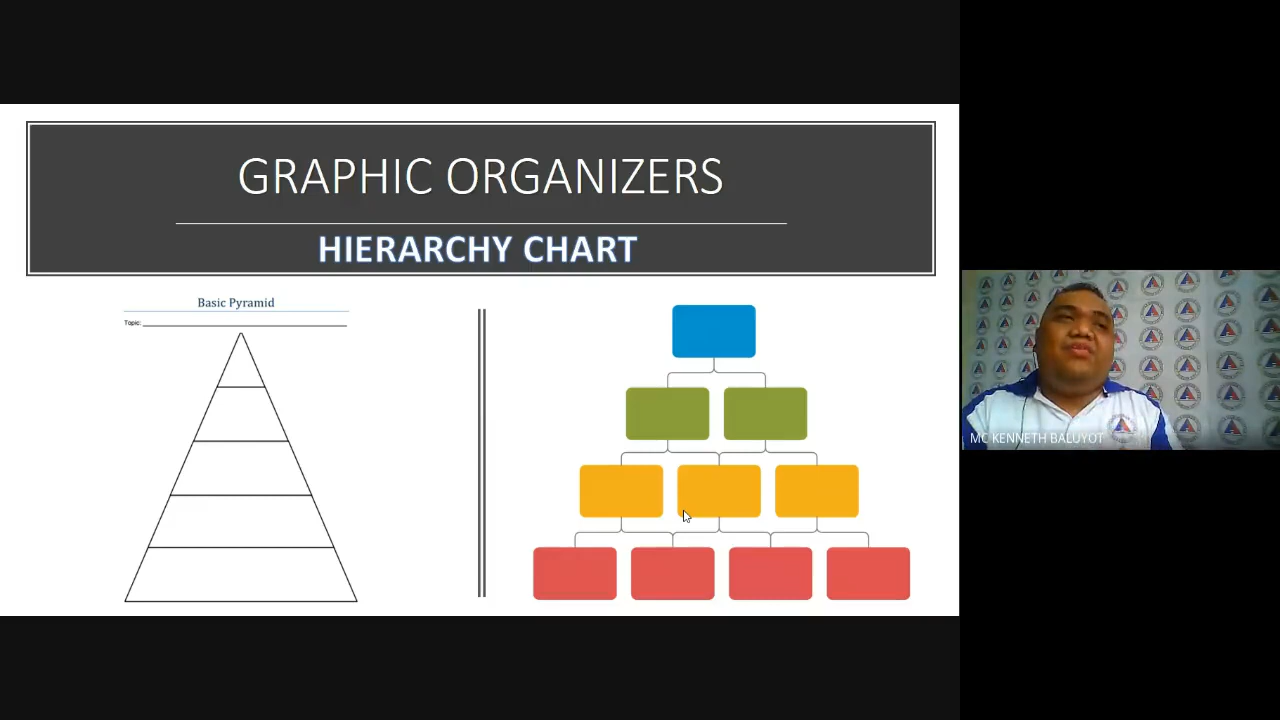 GRAPHIC ORGANIZERS
HIERARCHY CHART
Basic Pyramid
Topic:
MC KENNETH BALUYOT